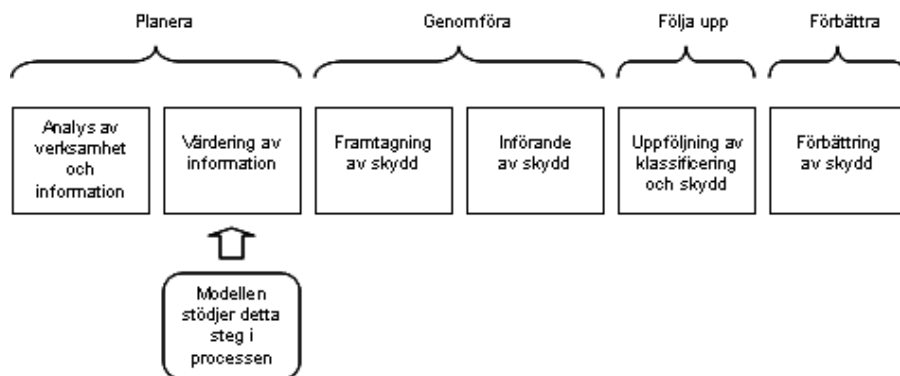 Planera
Genomföra
Följa upp
Förbättra
Analys av
verksamhet
och
information
Värdering av
information
Framtagning
av skydd
Införande
av skydd
Uppföljning av
klassificering
och skydd
Förbättring
av skydd
Modellen
stödjer detta
steg i
processen